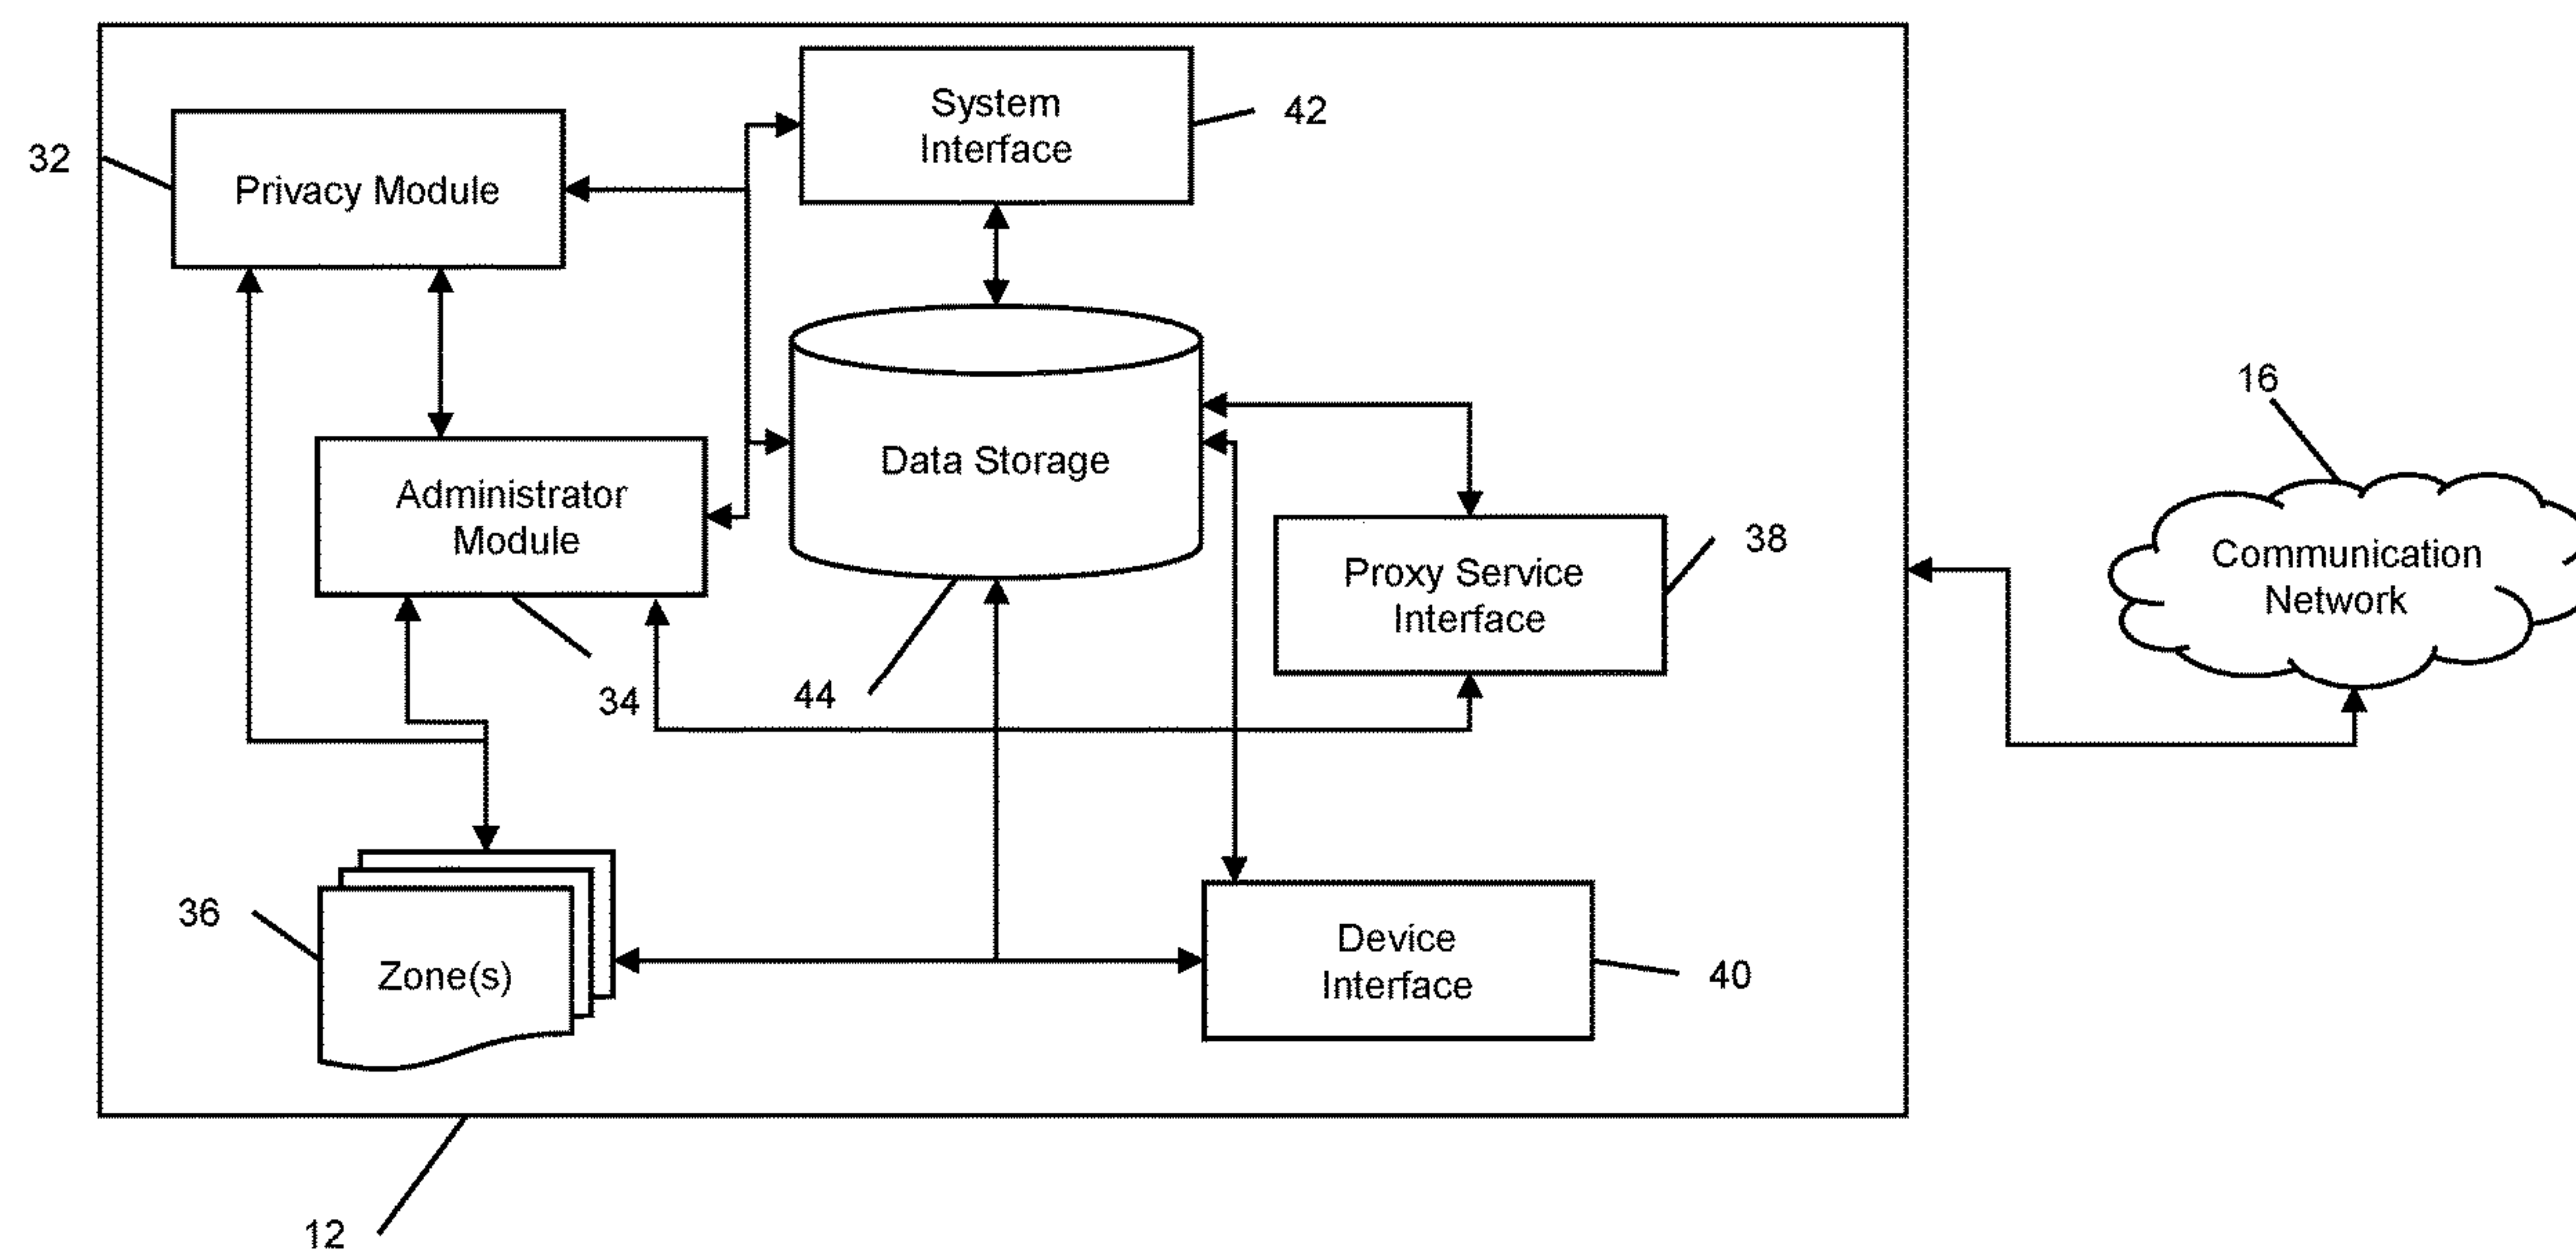 System
Interface
42
32
Privacy Module
16
Data Storage
Administrator
Module
38
Proxy Service
Interface
Communication
Network
34
44
36
Zone(s)
Device
Interface
40
12